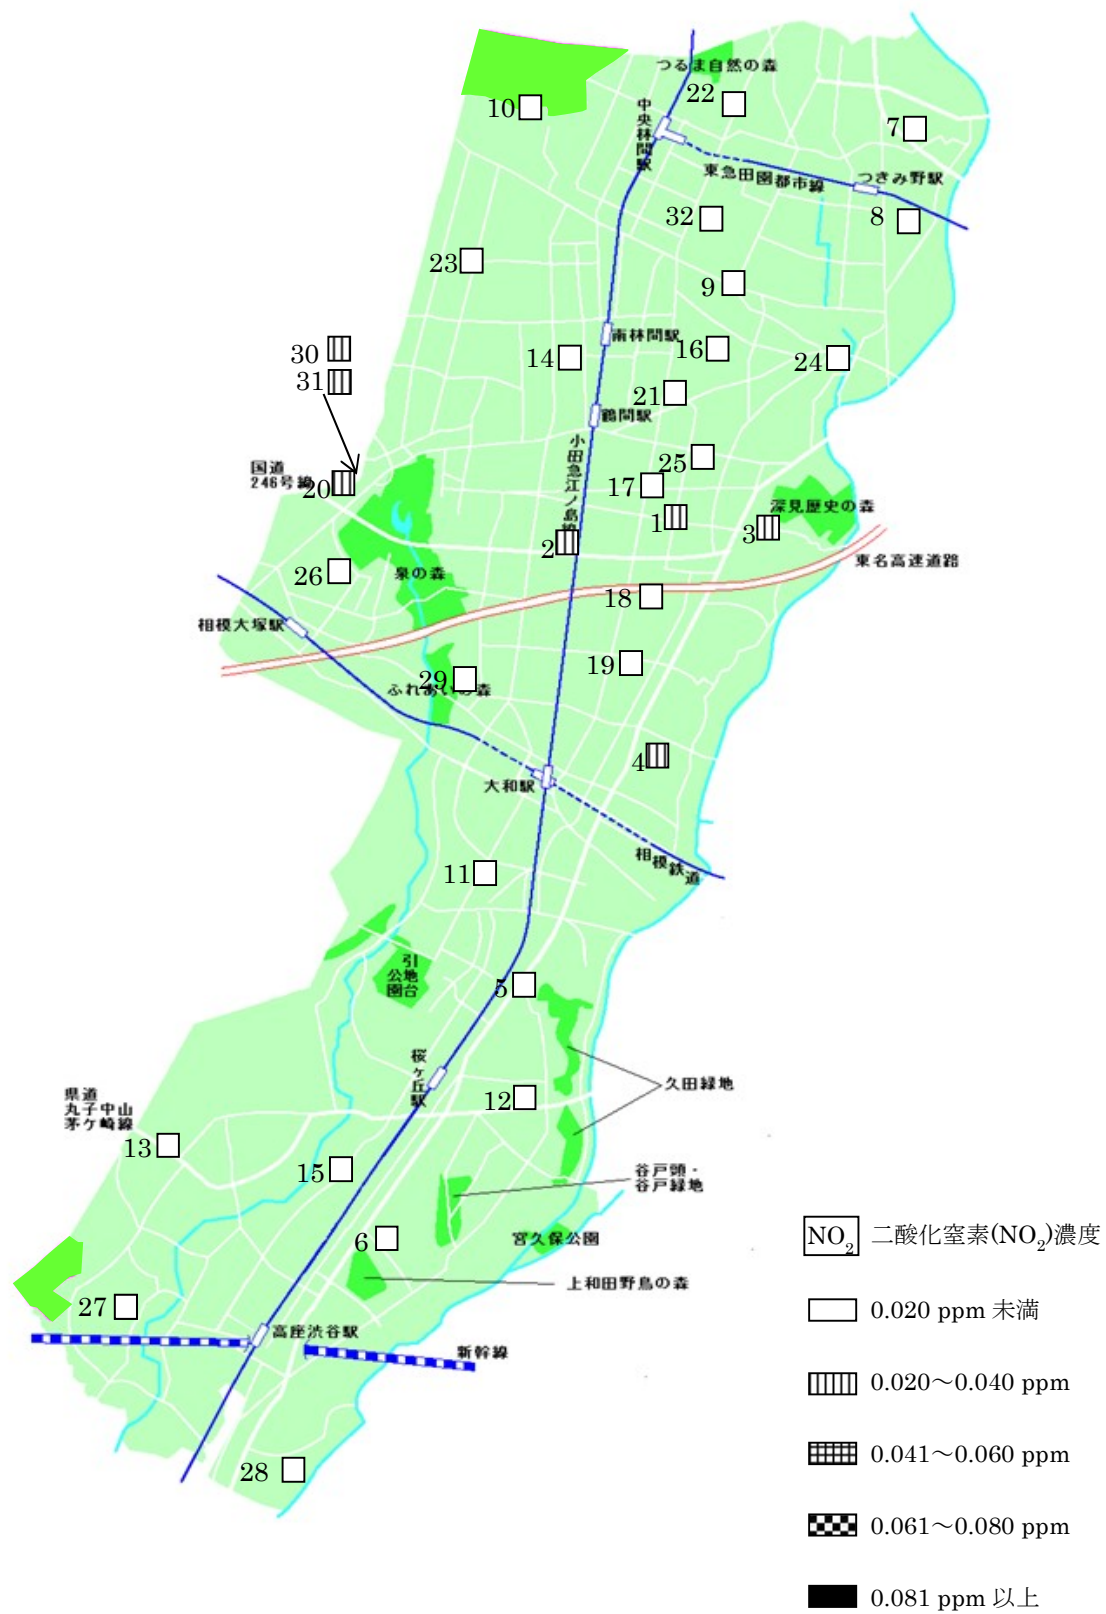 つるま自然の森
22
10
中央林間駅
7
東急田園都市線
つきみ野駅
32
8
23
9
南林間駅
30
14
16
24
31
21
鶴間駅
小田急江ノ島線
25
国道
246号線
20
17
深見歴史の森
1
3
2
東名高速道路
26
泉の森
18
相模大塚駅
19
29
ふれあいの森
4
大和駅
相模鉄道
11
引地
公園台
5
桜ヶ丘駅
久田緑地
県道
丸子中山
茅ケ崎線
12
13
15
谷戸頭・
谷戸緑地
6
宮久保公園
NO2 二酸化窒素(NO2)濃度
上和田野鳥の森
27
0.020 ppm 未満
高座渋谷駅
新幹線
0.020～0.040 ppm
0.041～0.060 ppm
28
0.061～0.080 ppm
0.081 ppm 以上